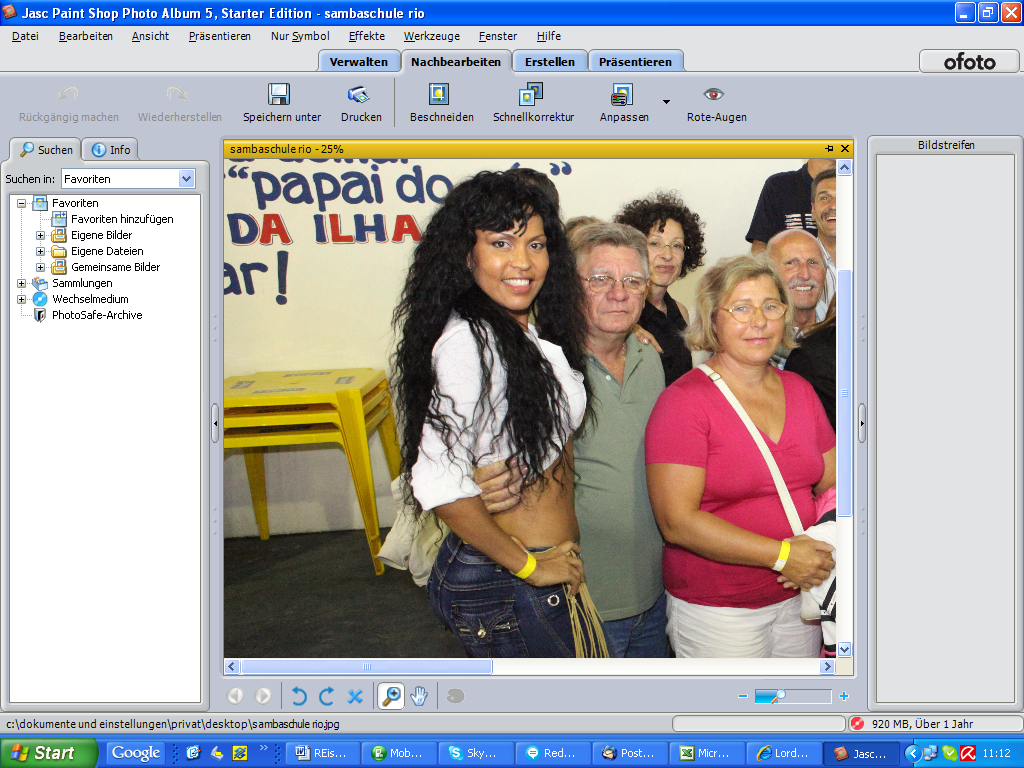 Jasc Paint Shop Photo Album 5, Starter Edition - sambaschule rio
Datei Bearbeiten Ansicht Präsentieren Nur Symbol Effekte Werkzeuge Fenster Hilfe
Verwalten Nachbearbeiten Erstellen Präsentieren ofoto
Rückgängig machen Wiederherstellen Speichern unter Drucken Beschneiden Schnellkorrektur Anpassen Rote-Augen
Suchen Info
sambaschule rio - 25%
Bildstreifen
Suchen in: Favoriten
Favoriten
Favoriten hinzufügen
Eigene Bilder
Eigene Dateien
Gemeinsame Bilder
Sammlungen
Wechselmedium
PhotoSafe-Archive
"papai do
DA ILHA
ar!
c:\dokumente und einstellungen\privat\desktop\sambaschule rio.jpg
920 MB, Über 1 Jahr
Start Google » REis... Mob... Sky... Red... Post... Micr... Lord... Jasc... 11:12